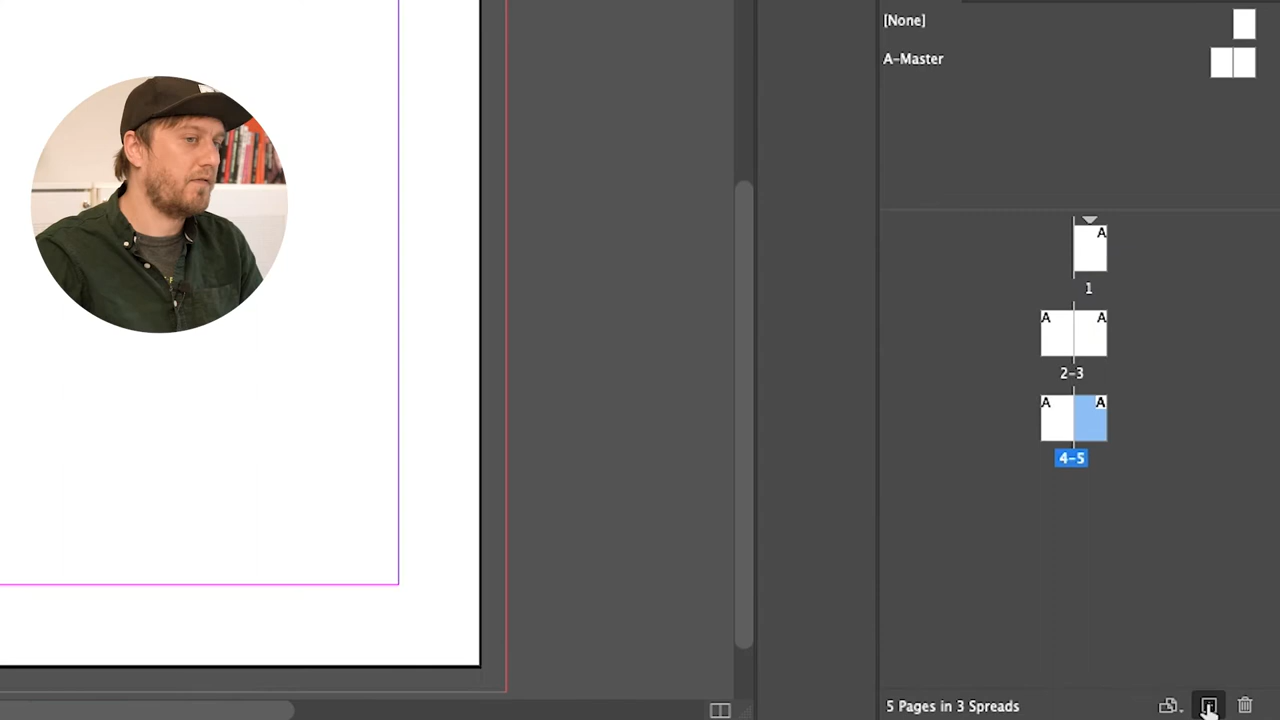 [None]
A-Master
A
1
A A
2-3
A A
4-5
5 Pages in 3 Spreads